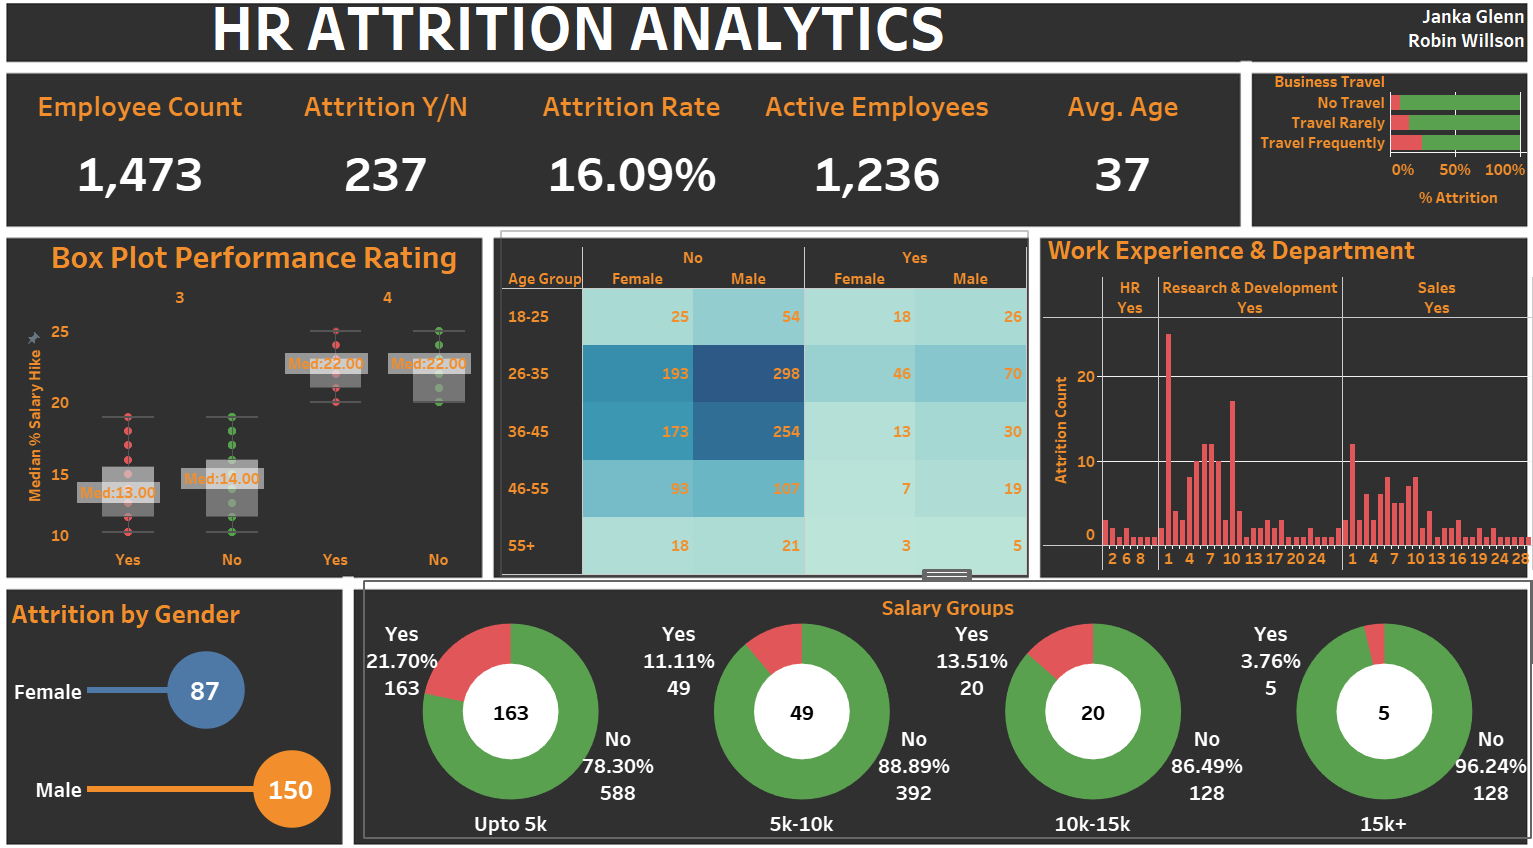 HR ATTRITION ANALYTICS
Janka Glenn
Robin Willson
Employee Count
Attrition Y/N
Attrition Rate
Active Employees
Avg. Age
1,473
237
16.09%
1,236
37
Business Travel
No Travel
Travel Rarely
Travel Frequently
0% 50% 100%
% Attrition
Box Plot Performance Rating
3 4
Median % Salary Hike
25
20
15
10
Med:13.00
Med:14.00
Med:22.00
Med:22.00
Yes No Yes No
No Yes
Age Group Female Male Female Male
18-25 25 54 18 26
26-35 193 298 46 70
36-45 173 254 13 30
46-55 93 107 7 19
55+ 18 21 3 5
Work Experience & Department
HR Research & Development Sales
Yes Yes Yes
Attrition Count
20
10
0
2 6 8 1 4 7 10 13 17 20 24 1 4 7 10 13 16 19 24 28
Attrition by Gender
Female 87
Male 150
Salary Groups
Yes
21.70%
163
163
No
78.30%
588
Upto 5k
Yes
11.11%
49
49
No
88.89%
392
5k-10k
Yes
13.51%
20
20
No
86.49%
128
10k-15k
Yes
3.76%
5
5
No
96.24%
128
15k+